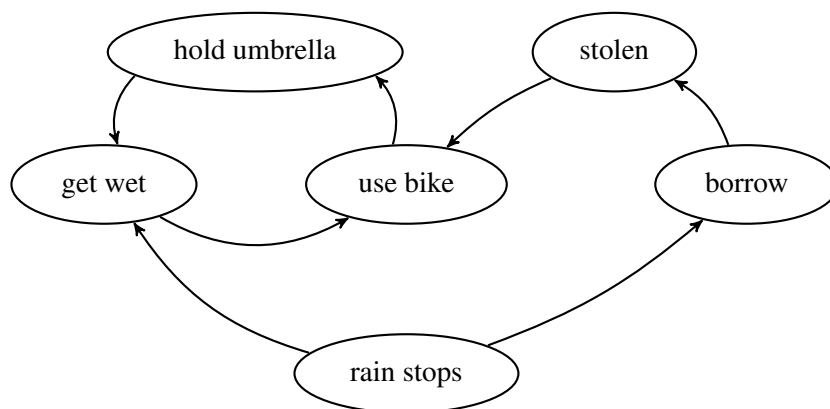 hold umbrella
stolen
get wet
use bike
borrow
rain stops